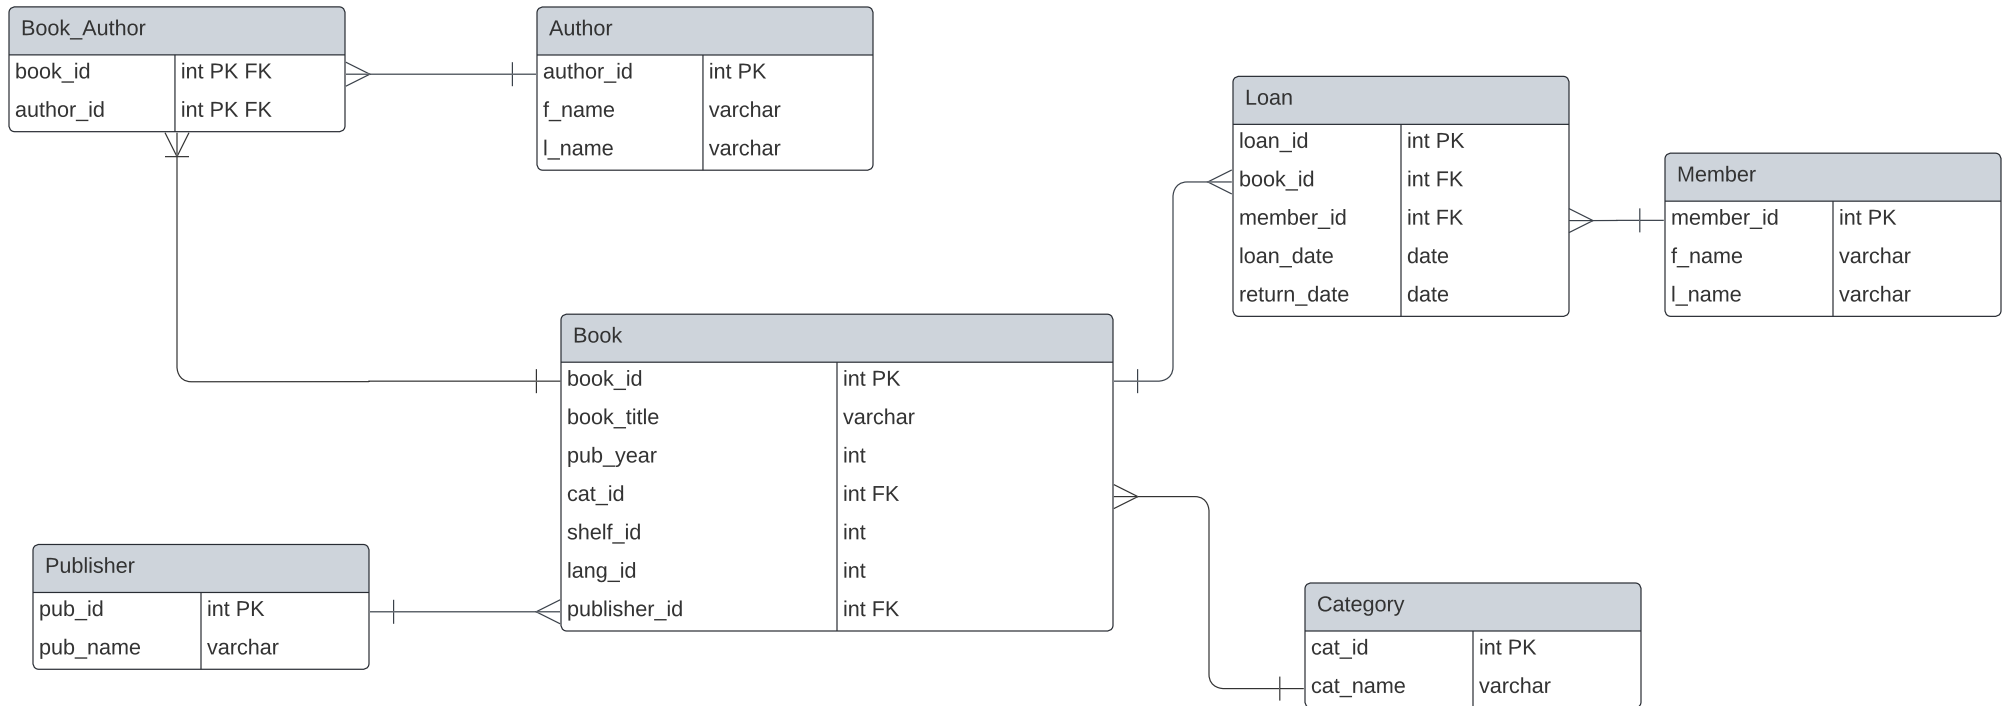 Book_Author
book_id int PK FK
author_id int PK FK
Author
author_id int PK
f_name varchar
l_name varchar
Loan
loan_id int PK
book_id int FK
member_id int FK
loan_date date
return_date date
Member
member_id int PK
f_name varchar
l_name varchar
Book
book_id int PK
book_title varchar
pub_year int
cat_id int FK
shelf_id int
lang_id int
publisher_id int FK
Publisher
pub_id int PK
pub_name varchar
Category
cat_id int PK
cat_name varchar